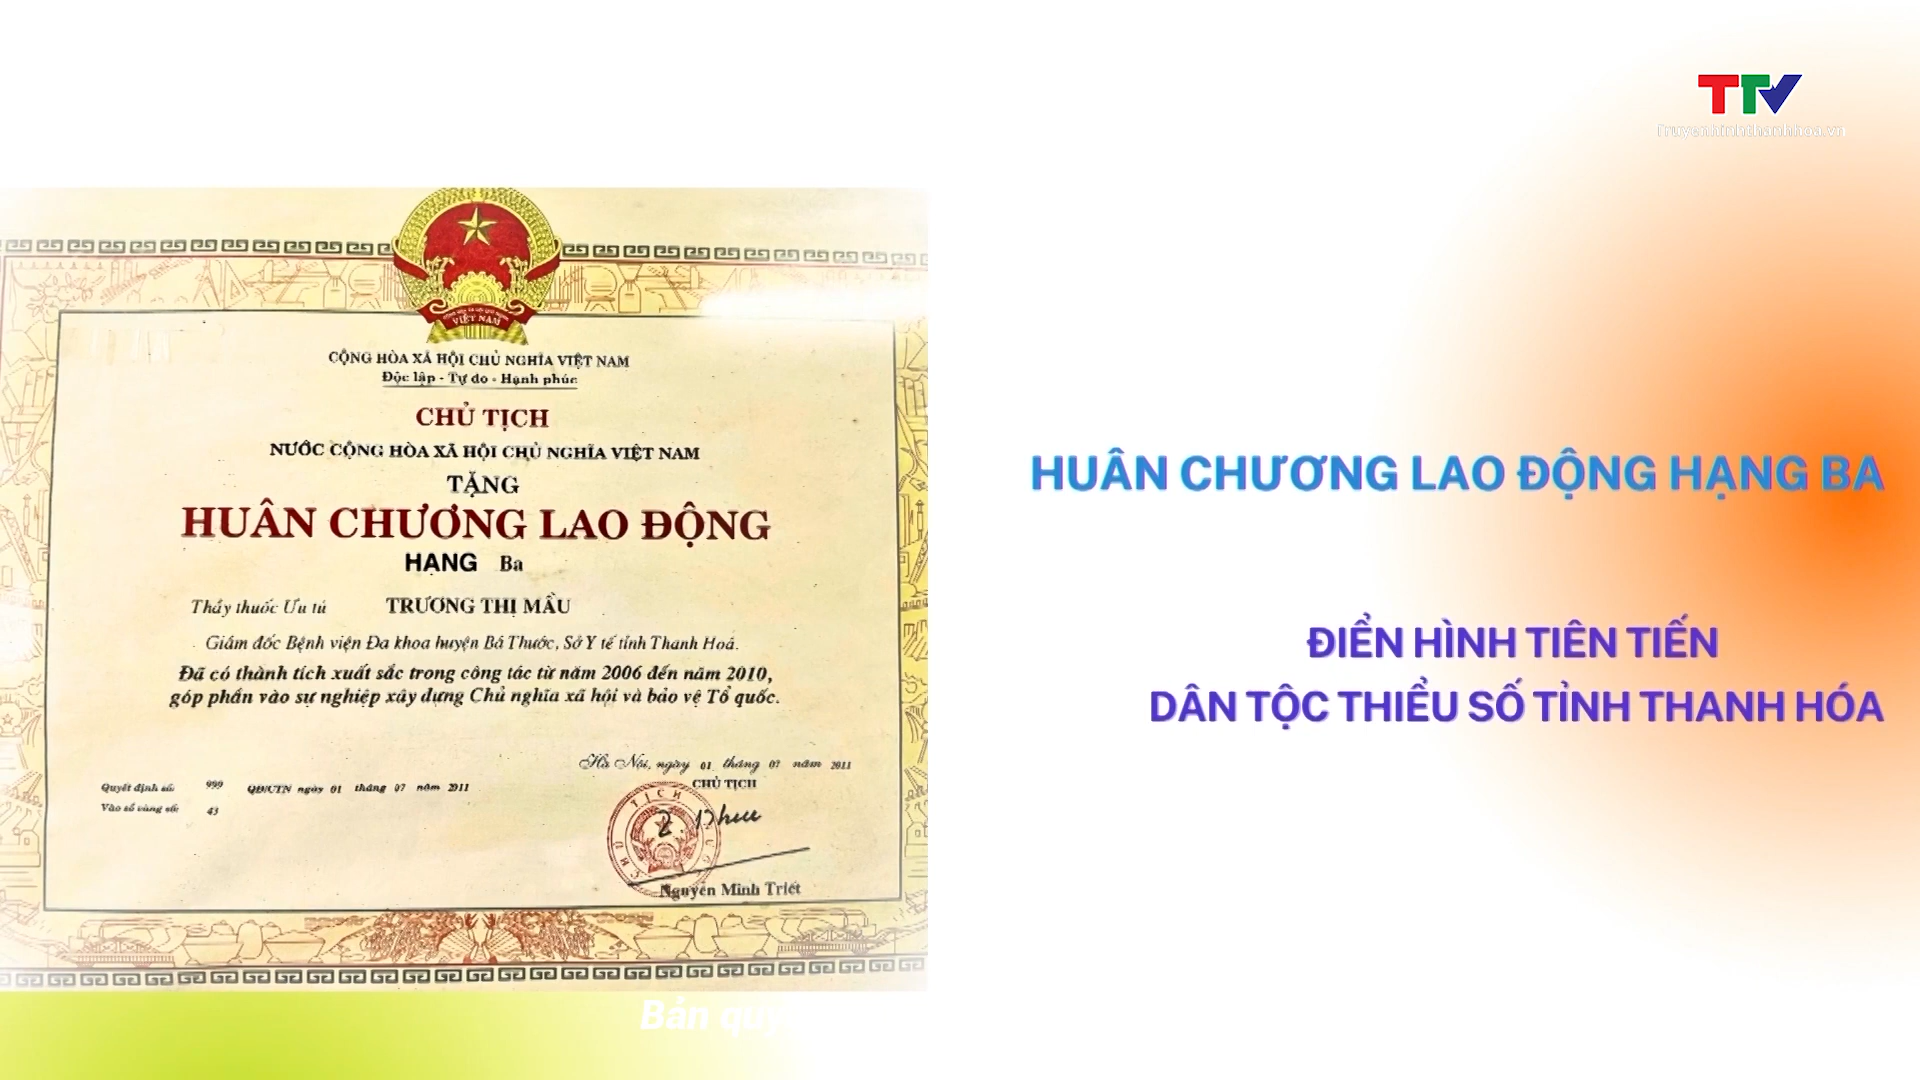 TTV
Truyenhinhthanhhoa.vn
VIỆT NAM
CỘNG HÒA XÃ HỘI CHỦ NGHĨA VIỆT NAM
Độc lập - Tự do - Hạnh phúc
CHỦ TỊCH
NƯỚC CỘNG HÒA XÃ HỘI CHỦ NGHĨA VIỆT NAM
TẶNG
HUÂN CHƯƠNG LAO ĐỘNG
HẠNG Ba
Thầy thuốc Ưu tú TRƯƠNG THỊ MẦU
Giám đốc Bệnh viện Đa khoa huyện Bá Thước, Sở Y tế tỉnh Thanh Hoá.
Đã có thành tích xuất sắc trong công tác từ năm 2006 đến năm 2010,
góp phần vào sự nghiệp xây dựng Chủ nghĩa xã hội và bảo vệ Tổ quốc.
Hà Nội, ngày 01 tháng 07 năm 2011
CHỦ TỊCH
Quyết định số: 999 QĐ/CTN ngày 01 tháng 07 năm 2011
Vào sổ vàng số: 43
Nguyễn Minh Triết
HUÂN CHƯƠNG LAO ĐỘNG HẠNG BA
ĐIỂN HÌNH TIÊN TIẾN
DÂN TỘC THIỂU SỐ TỈNH THANH HÓA
Bản quy